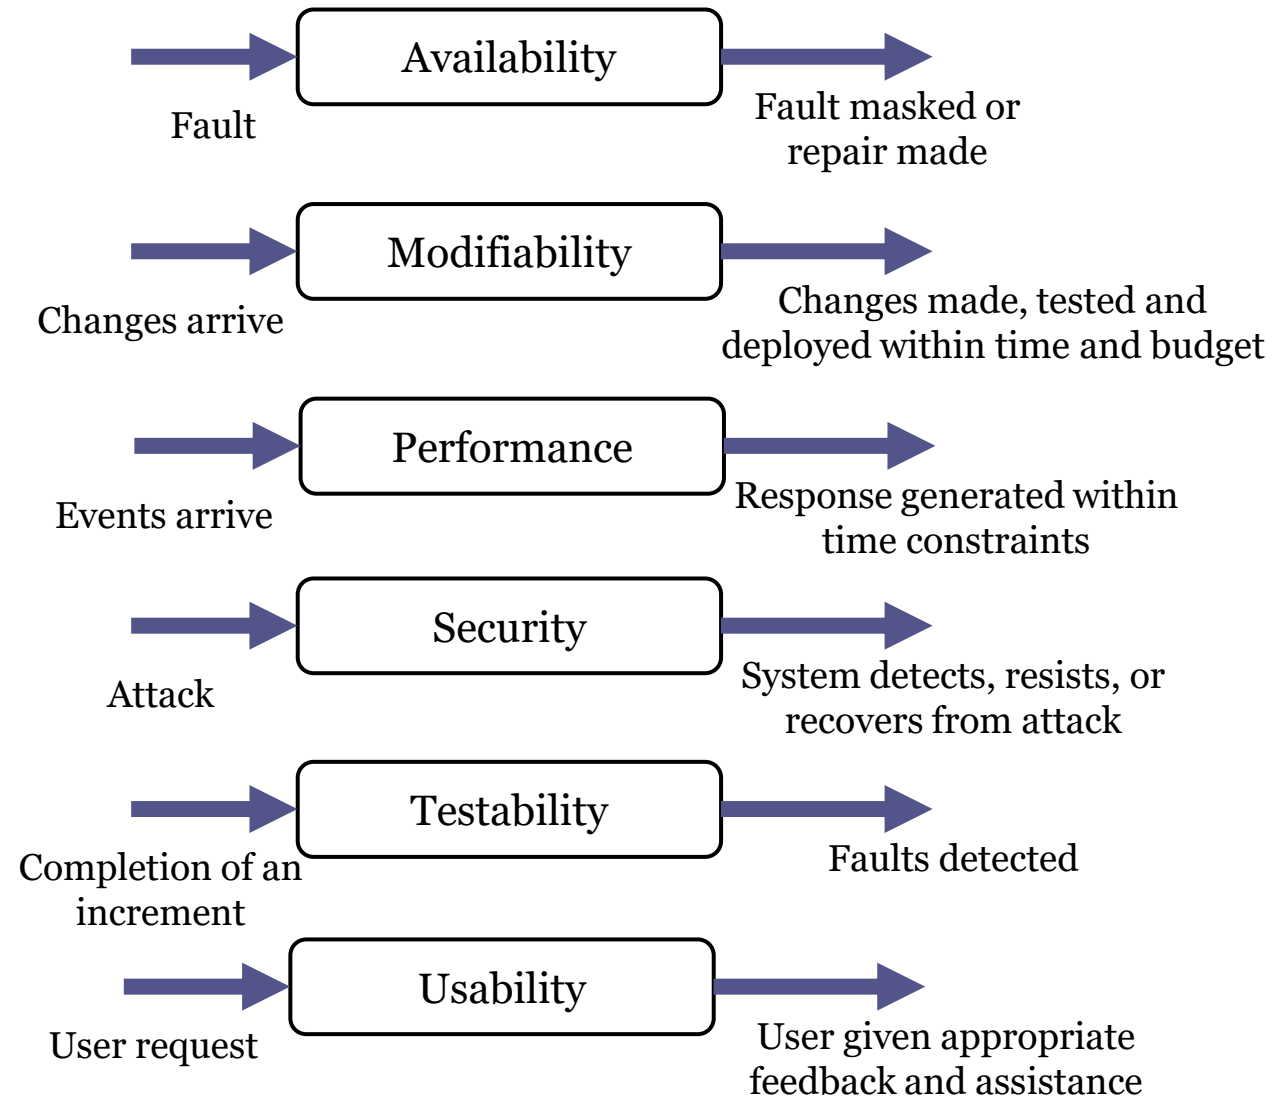 Availability
Fault
Fault masked or
repair made
Modifiability
Changes arrive
Changes made, tested and
deployed within time and budget
Performance
Events arrive
Response generated within
time constraints
Security
Attack
System detects, resists, or
recovers from attack
Testability
Completion of an
increment
Faults detected
Usability
User request
User given appropriate
feedback and assistance